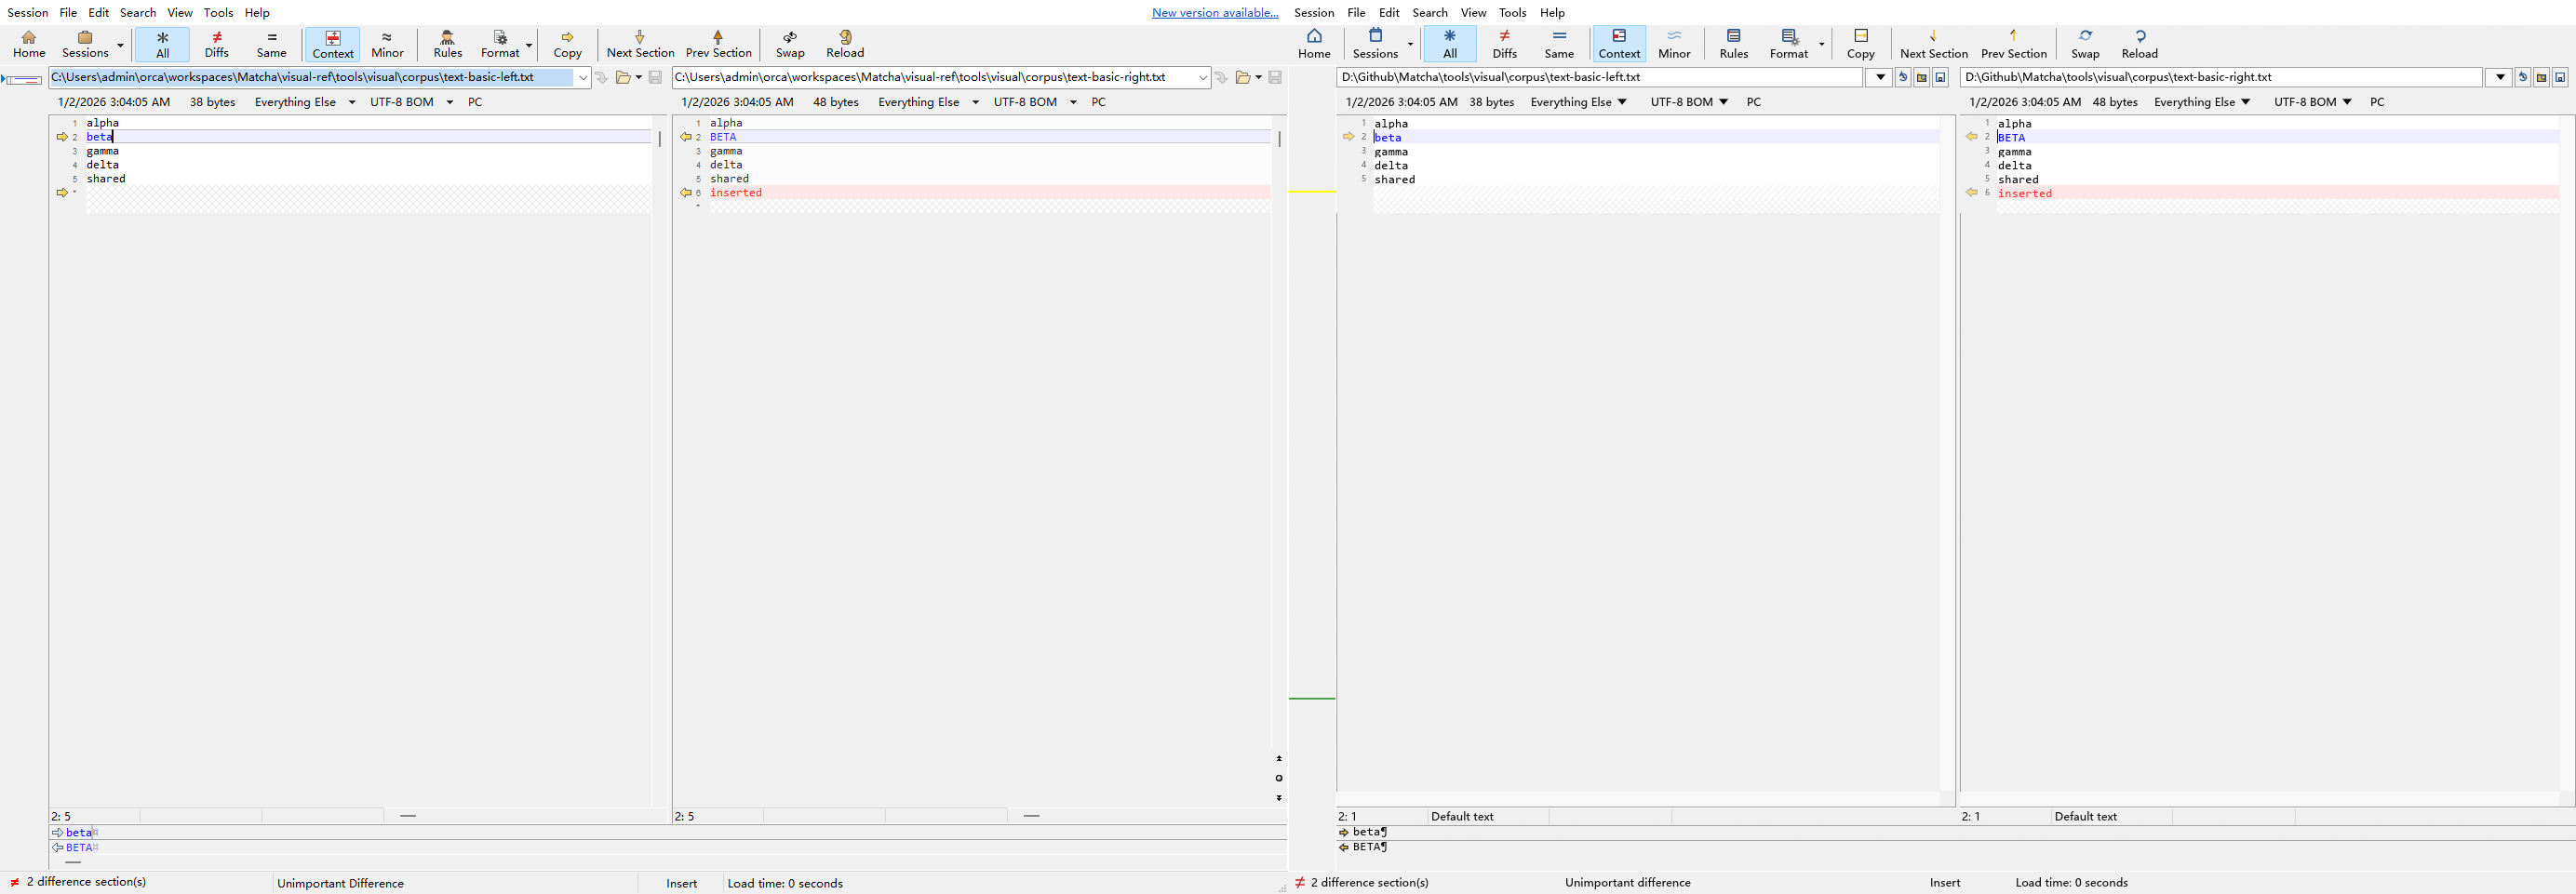 Session File Edit Search View Tools Help New version available...
Home Sessions All Diffs Same Context Minor Rules Format Copy Next Section Prev Section Swap Reload
C:\Users\admin\orca\workspaces\Matcha\visual-ref\tools\visual\corpus\text-basic-left.txt
1/2/2026 3:04:05 AM 38 bytes Everything Else UTF-8 BOM PC
1 alpha
2 beta
3 gamma
4 delta
5 shared
2: 5
C:\Users\admin\orca\workspaces\Matcha\visual-ref\tools\visual\corpus\text-basic-right.txt
1/2/2026 3:04:05 AM 48 bytes Everything Else UTF-8 BOM PC
1 alpha
2 BETA
3 gamma
4 delta
5 shared
6 inserted
2: 5
beta¤
BETA¤
≠ 2 difference section(s) Unimportant Difference Insert Load time: 0 seconds
Session File Edit Search View Tools Help
Home Sessions All Diffs Same Context Minor Rules Format Copy Next Section Prev Section Swap Reload
D:\Github\Matcha\tools\visual\corpus\text-basic-left.txt
1/2/2026 3:04:05 AM 38 bytes Everything Else UTF-8 BOM PC
1 alpha
2 beta
3 gamma
4 delta
5 shared
2: 1 Default text
D:\Github\Matcha\tools\visual\corpus\text-basic-right.txt
1/2/2026 3:04:05 AM 48 bytes Everything Else UTF-8 BOM PC
1 alpha
2 BETA
3 gamma
4 delta
5 shared
6 inserted
2: 1 Default text
beta¶
BETA¶
≠ 2 difference section(s) Unimportant difference Insert Load time: 0 seconds